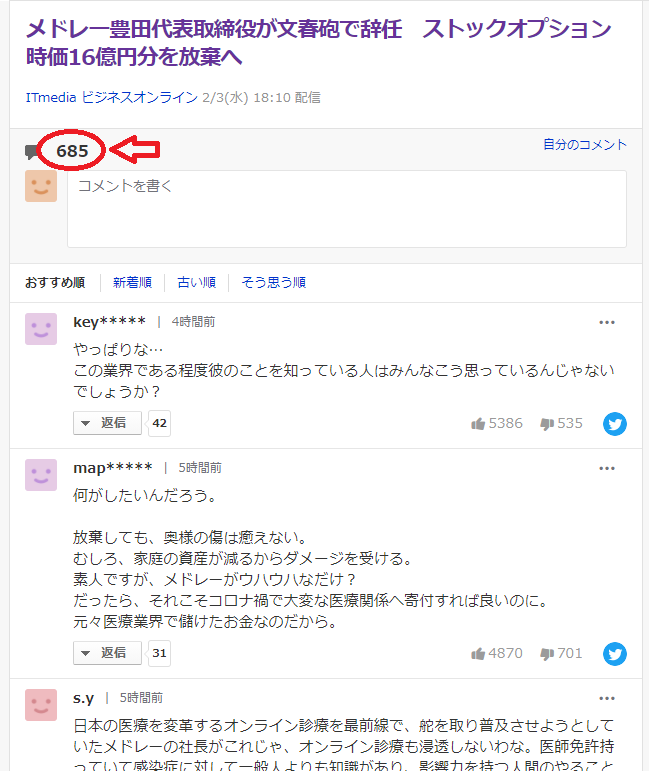 メドレー豊田代表取締役が文春砲で辞任　ストックオプション
時価16億円分を放棄へ
ITmedia ビジネスオンライン 2/3(水) 18:10 配信
685
自分のコメント
コメントを書く
おすすめ順 新着順 古い順 そう思う順
key***** | 4時間前
やっぱりな…
この業界である程度彼のことを知っている人はみんなこう思っているんじゃない
でしょうか？
返信 42 5386 535
map***** | 5時間前
何がしたいんだろう。
放棄しても、奥様の傷は癒えない。
むしろ、家庭の資産が減るからダメージを受ける。
素人ですが、メドレーがウハウハなだけ？
だったら、それこそコロナ禍で大変な医療関係へ寄付すれば良いのに。
元々医療業界で儲けたお金なのだから。
返信 31 4870 701
s.y | 5時間前
日本の医療を変革するオンライン診療を最前線で、舵を取り普及させようとして
いたメドレーの社長がこれじゃ、オンライン診療も浸透しないわな。医師免許持
っていて感染症に対して一般人よりも知識があり、影響力を持つ人間のやること